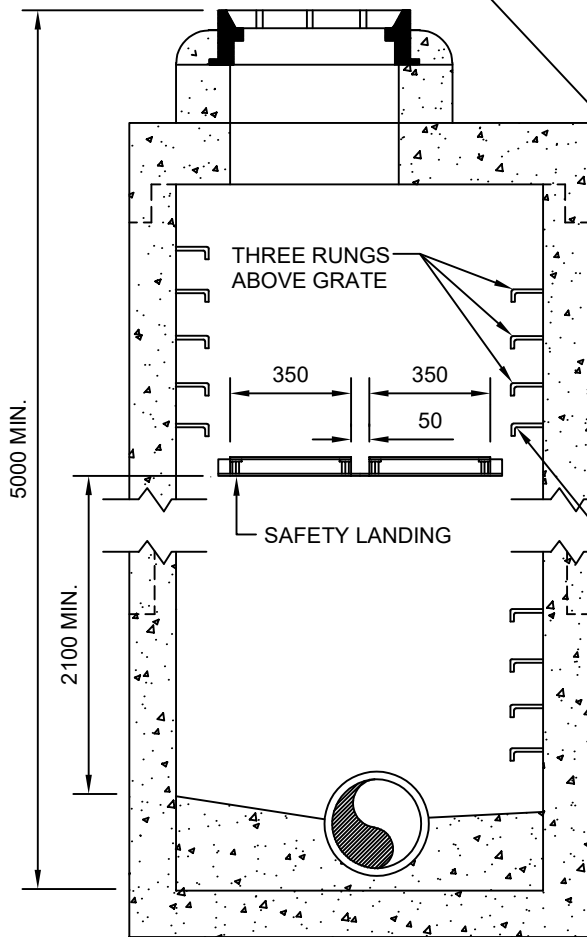 THREE RUNGS
ABOVE GRATE
350
350
50
5000 MIN.
SAFETY LANDING
2100 MIN.